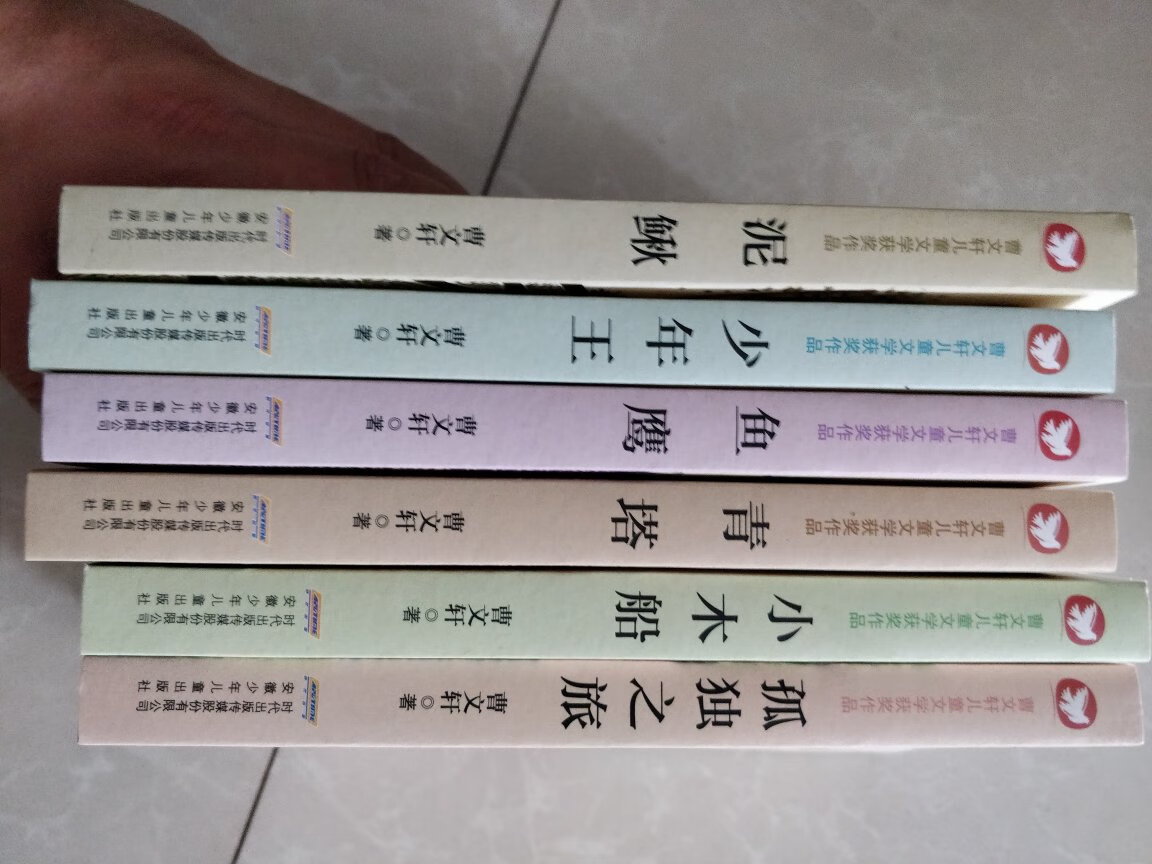 曹文轩儿童文学获奖作品
泥鳅
曹文轩◎著
时代出版传媒股份有限公司
安徽少年儿童出版社
曹文轩儿童文学获奖作品
少年王
曹文轩◎著
时代出版传媒股份有限公司
安徽少年儿童出版社
曹文轩儿童文学获奖作品
鱼鹰
曹文轩◎著
时代出版传媒股份有限公司
安徽少年儿童出版社
曹文轩儿童文学获奖作品
青塔
曹文轩◎著
时代出版传媒股份有限公司
安徽少年儿童出版社
曹文轩儿童文学获奖作品
小木船
曹文轩◎著
时代出版传媒股份有限公司
安徽少年儿童出版社
曹文轩儿童文学获奖作品
孤独之旅
曹文轩◎著
时代出版传媒股份有限公司
安徽少年儿童出版社